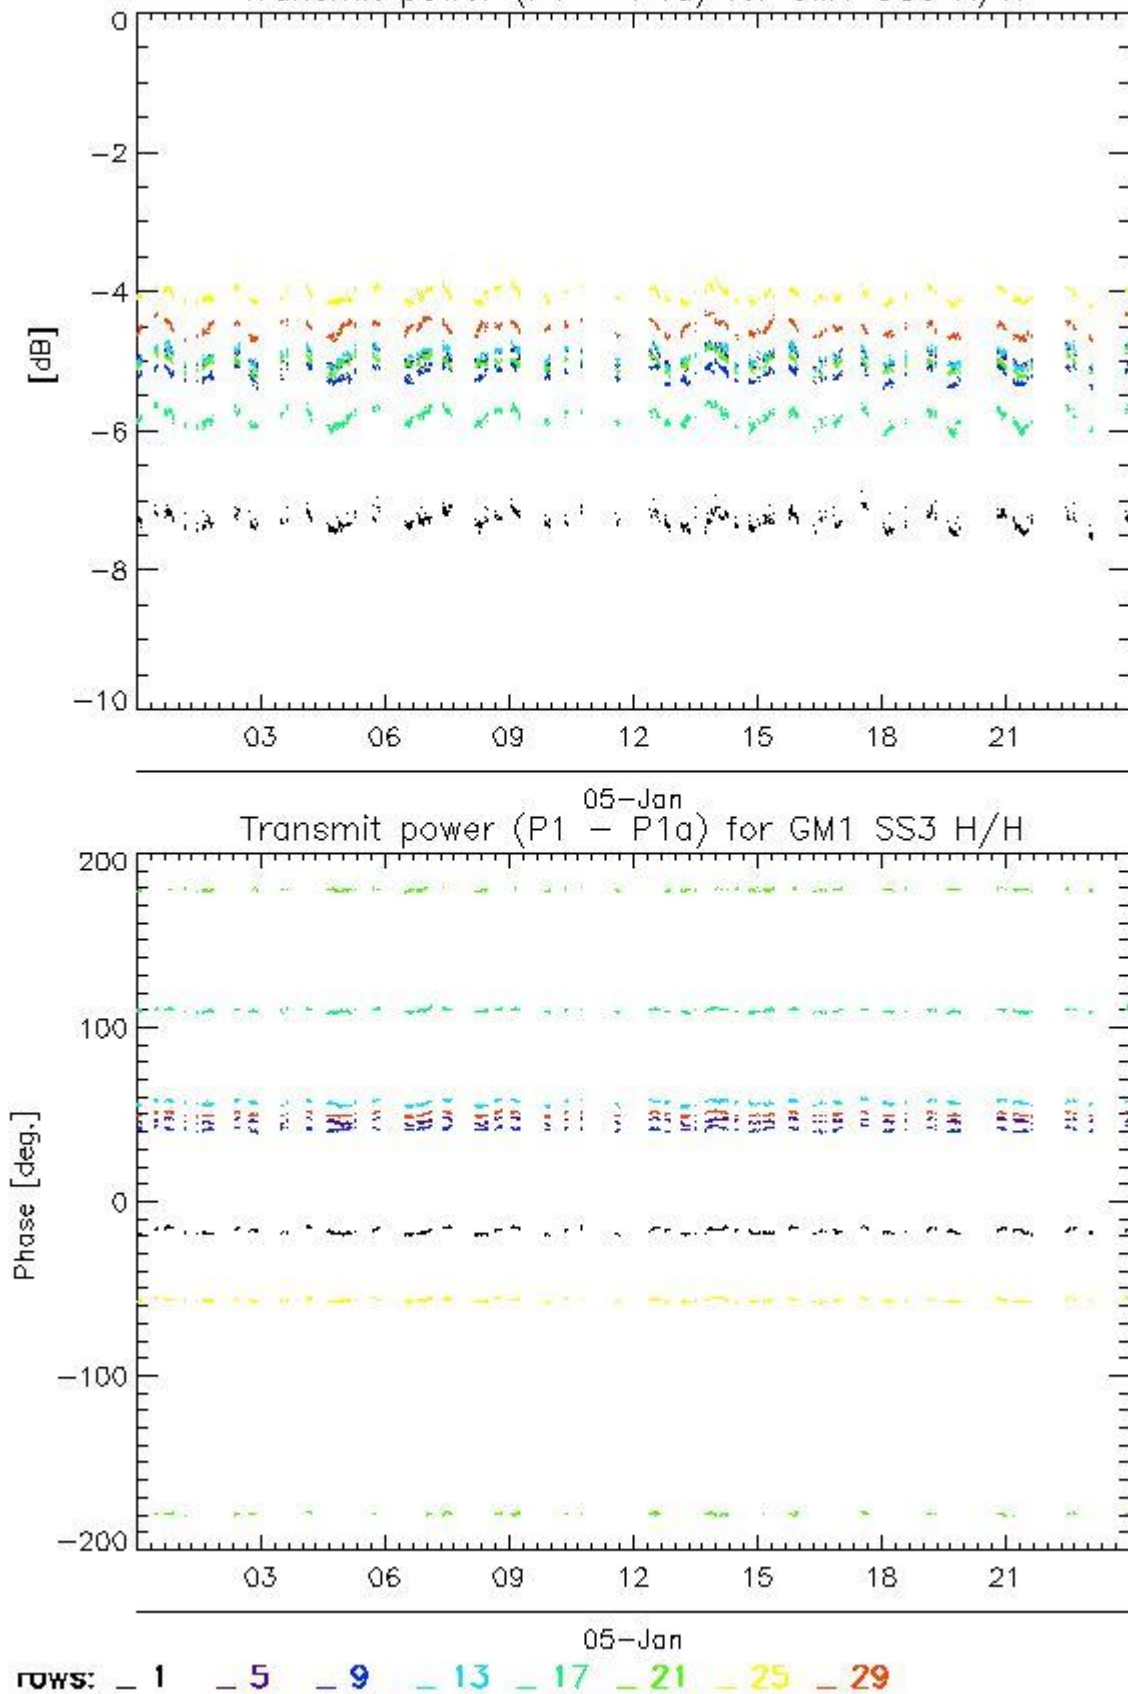 0
-2
-4
-6
-8
-10
[dB]
03 06 09 12 15 18 21
05-Jan
Transmit power (P1 - P1a) for GM1 SS3 H/H
200
100
0
-100
-200
Phase [deg.]
03 06 09 12 15 18 21
05-Jan
rows: _ 1 _ 5 _ 9 _ 13 _ 17 _ 21 _ 25 _ 29